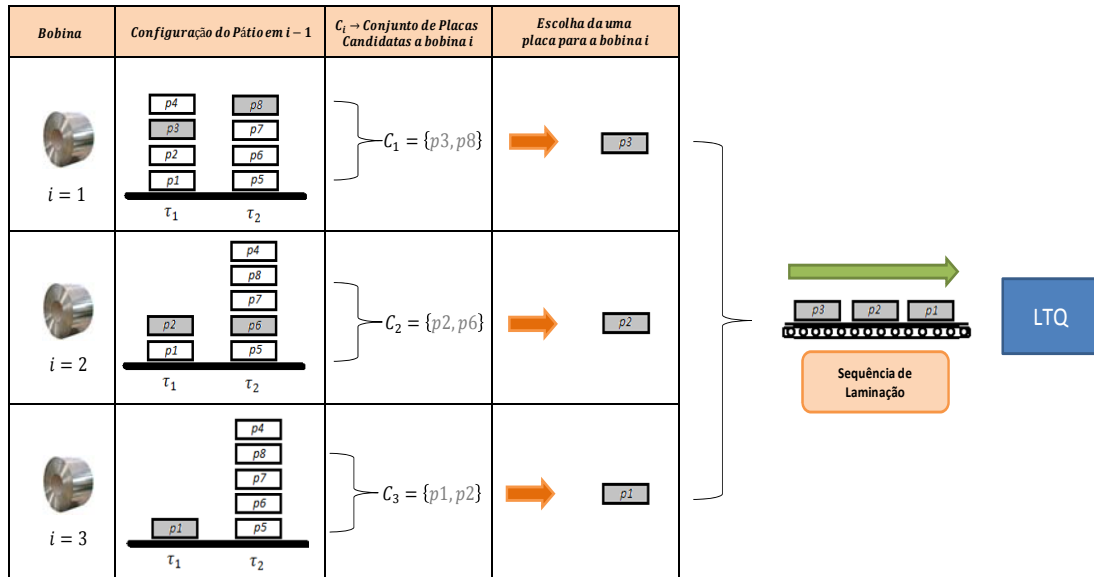 Bobina
Configuração do Pátio em i − 1
C_i → Conjunto de Placas
Candidatas a bobina i
Escolha da uma
placa para a bobina i
p4 p8
p3 p7
p2 p6
p1 p5
τ₁ τ₂
i = 1
C₁ = {p3, p8}
p3
p4
p8
p7
p2 p6
p1 p5
τ₁ τ₂
i = 2
C₂ = {p2, p6}
p2
p4
p8
p7
p6
p1 p5
τ₁ τ₂
i = 3
C₃ = {p1, p2}
p1
p3 p2 p1
LTQ
Sequência de
Laminação